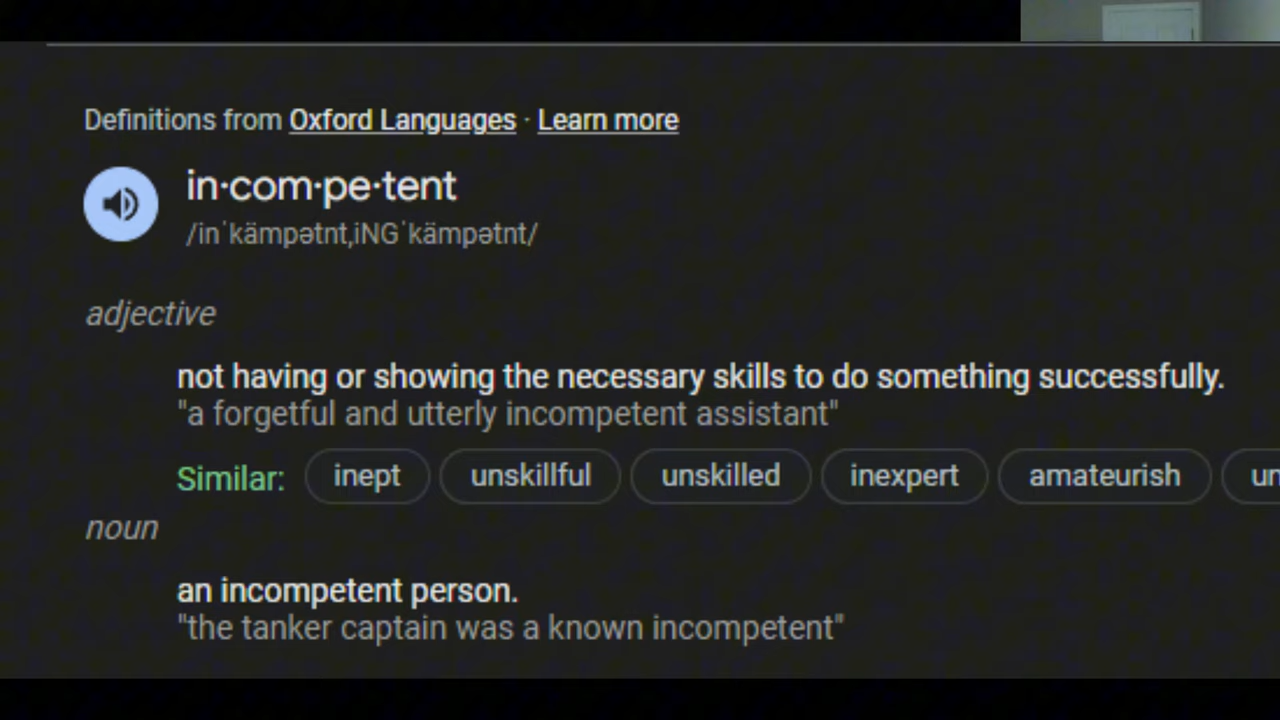 Definitions from Oxford Languages · Learn more
in·com·pe·tent
/inˈkämpətnt,iNGˈkämpətnt/
adjective
not having or showing the necessary skills to do something successfully.
"a forgetful and utterly incompetent assistant"
Similar: inept unskillful unskilled inexpert amateurish
noun
an incompetent person.
"the tanker captain was a known incompetent"